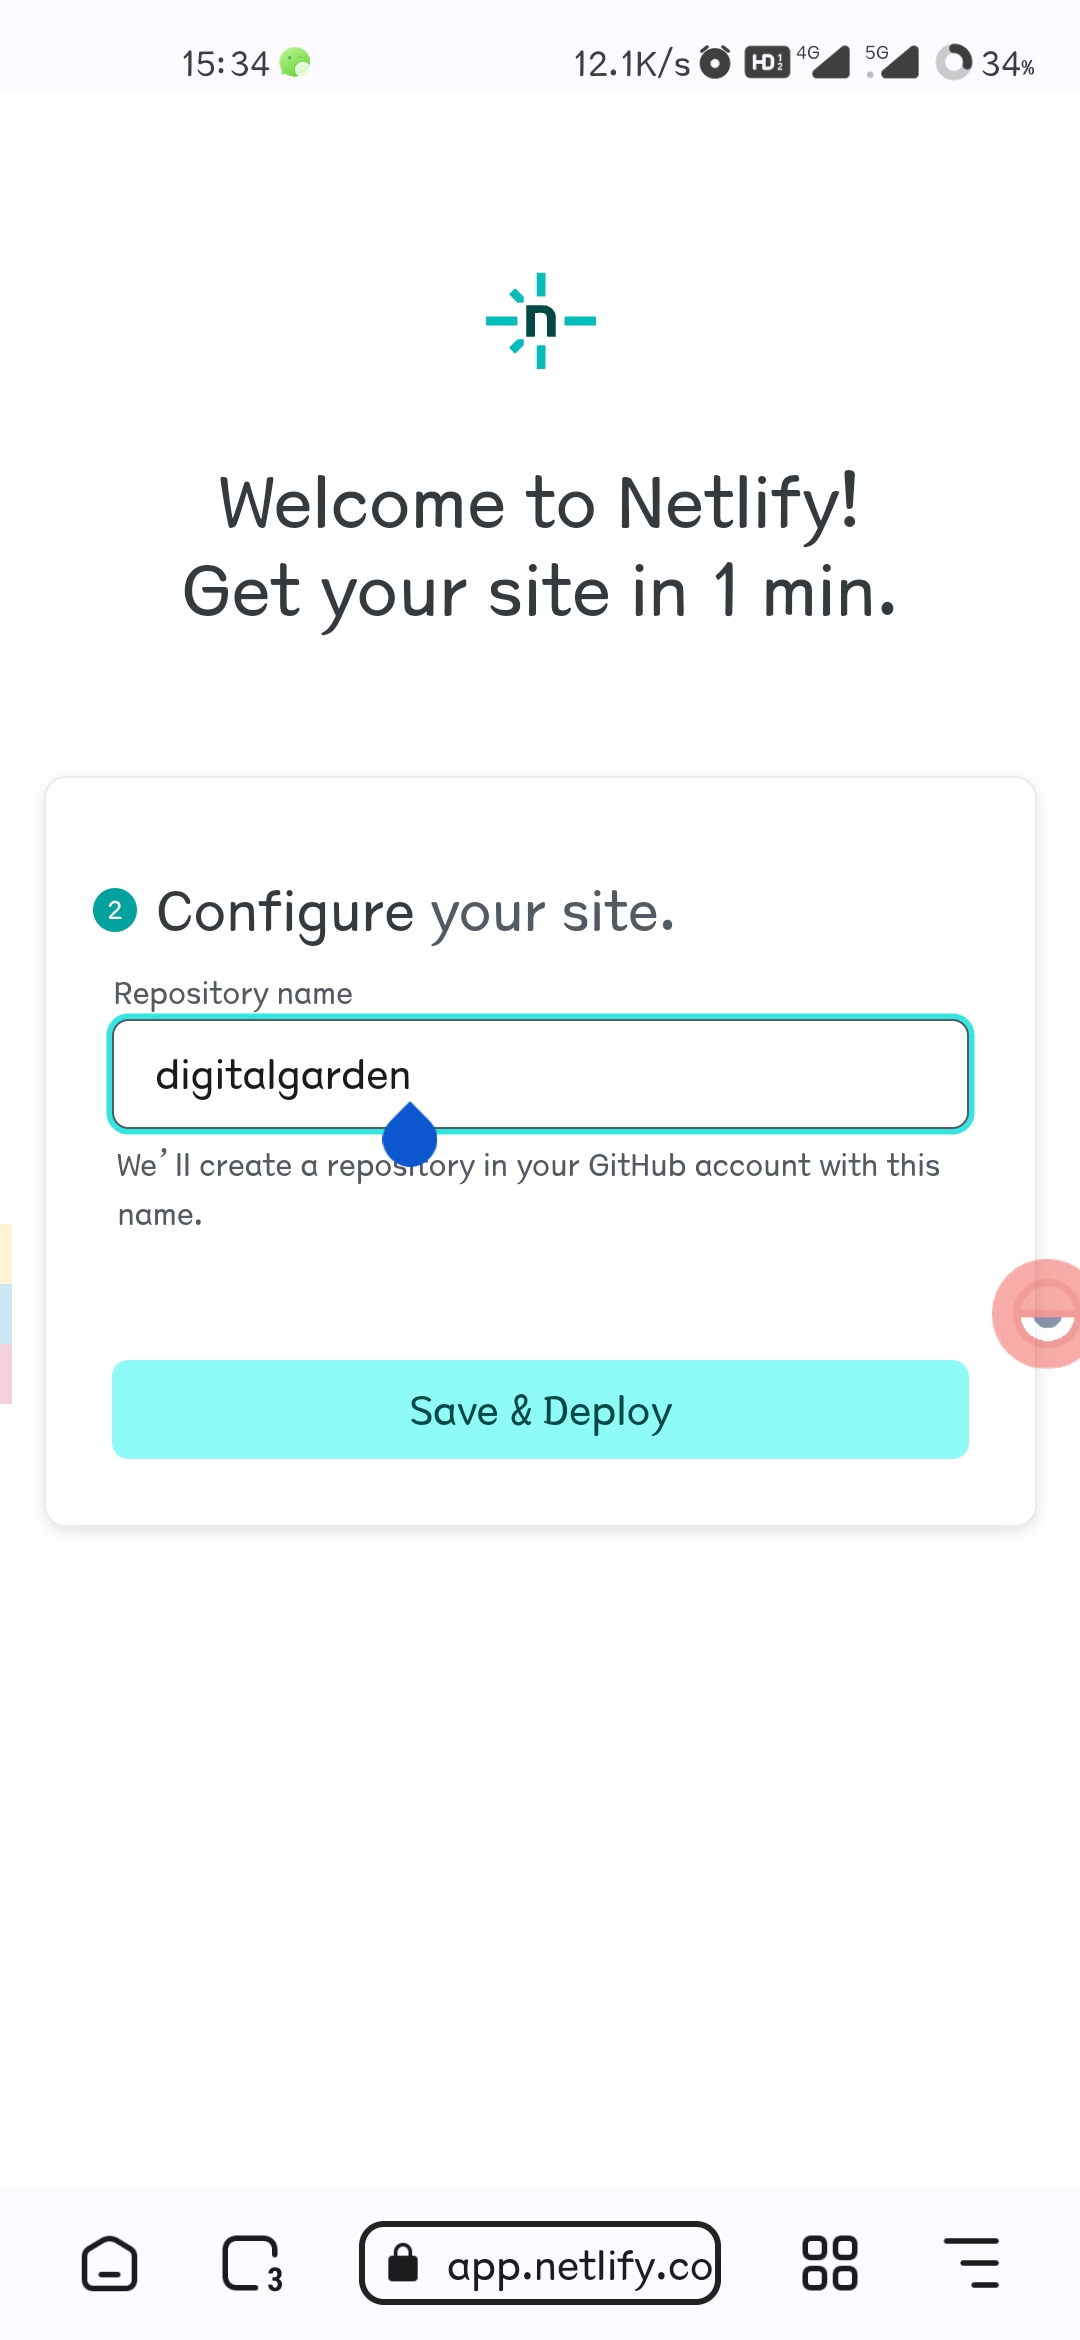 15:34
12.1K/s HD 1 2 4G 5G 34%
n
Welcome to Netlify!
Get your site in 1 min.
2 Configure your site.
Repository name
digitalgarden
We'll create a repository in your GitHub account with this
name.
Save & Deploy
3
app.netlify.co